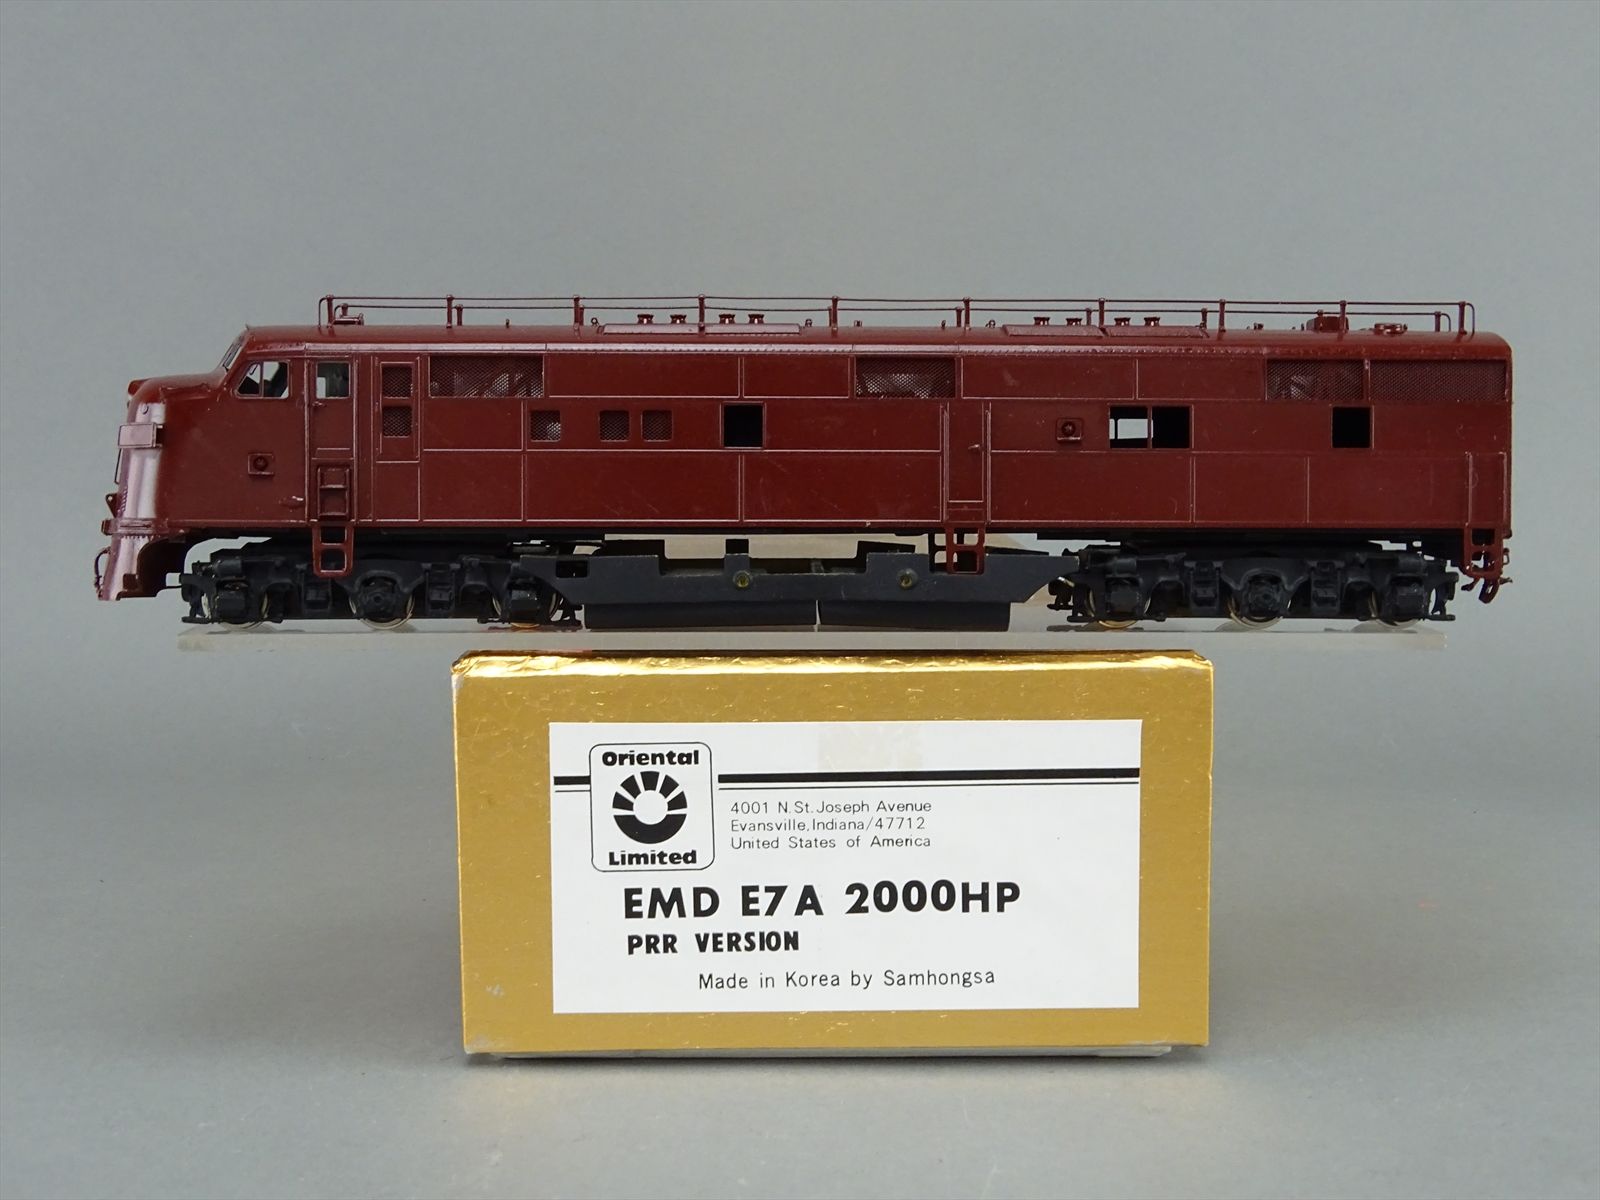 Oriental
Limited
4001 N.St.Joseph Avenue
Evansville,Indiana/47712
United States of America
EMD E7A 2000HP
PRR VERSION
Made in Korea by Samhongsa